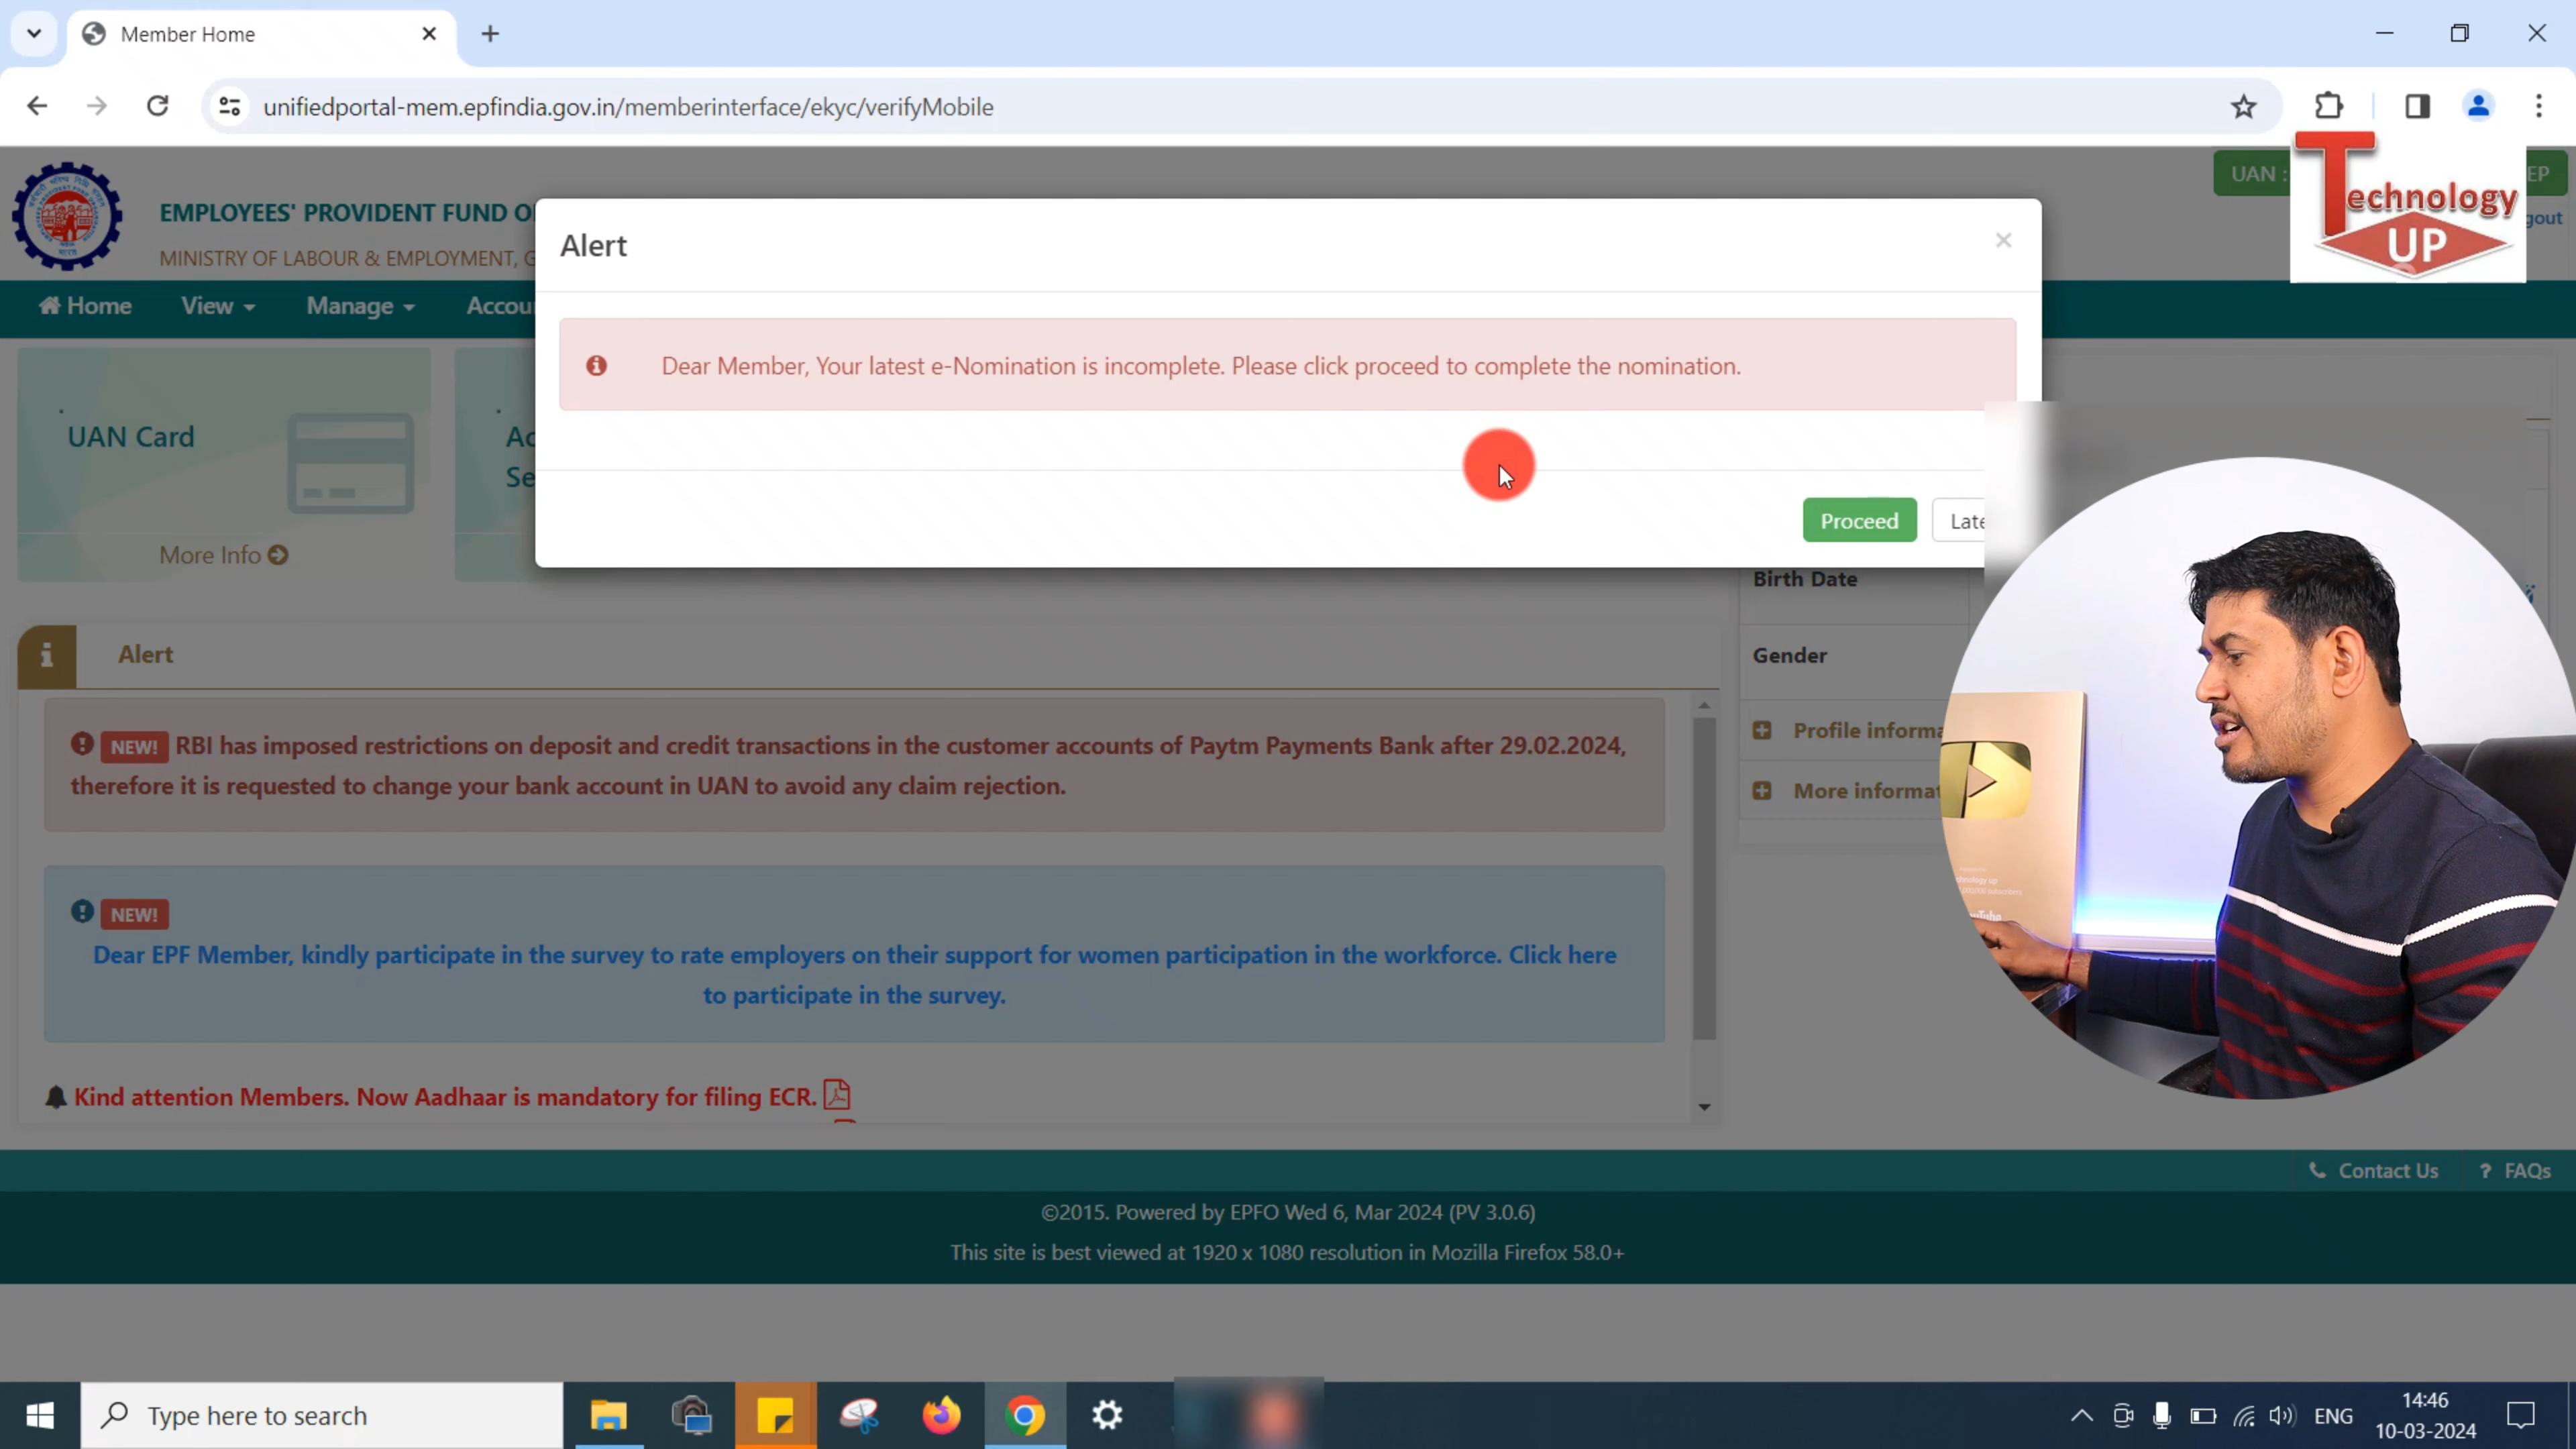 Member Home
unifiedportal-mem.epfindia.gov.in/memberinterface/ekyc/verifyMobile
Technology
UP
UAN :
EP
gout
EMPLOYEES' PROVIDENT FUND O
MINISTRY OF LABOUR & EMPLOYMENT, G
Home View Manage Accou
Alert
Dear Member, Your latest e-Nomination is incomplete. Please click proceed to complete the nomination.
Proceed Late
UAN Card
Ac
Se
More Info
Birth Date
Gender
Profile informa
More informat
Alert
NEW! RBI has imposed restrictions on deposit and credit transactions in the customer accounts of Paytm Payments Bank after 29.02.2024,
therefore it is requested to change your bank account in UAN to avoid any claim rejection.
NEW!
Dear EPF Member, kindly participate in the survey to rate employers on their support for women participation in the workforce. Click here
to participate in the survey.
Kind attention Members. Now Aadhaar is mandatory for filing ECR.
Contact Us ? FAQs
©2015. Powered by EPFO Wed 6, Mar 2024 (PV 3.0.6)
This site is best viewed at 1920 x 1080 resolution in Mozilla Firefox 58.0+
Type here to search
ENG
14:46
10-03-2024